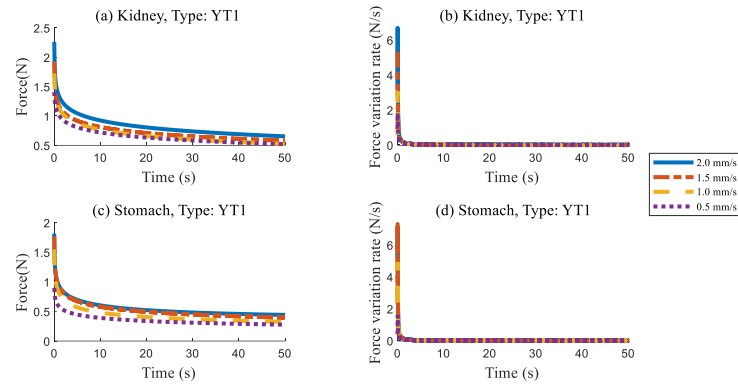 (a) Kidney, Type: YT1
2.5
2
1.5
1
0.5
Force(N)
0 10 20 30 40 50
Time (s)
(b) Kidney, Type: YT1
6
4
2
0
Force variation rate (N/s)
0 10 20 30 40 50
Time (s)
2.0 mm/s
1.5 mm/s
1.0 mm/s
0.5 mm/s
(c) Stomach, Type: YT1
2
1.5
1
0.5
0
Force(N)
0 10 20 30 40 50
Time (s)
(d) Stomach, Type: YT1
6
4
2
0
Force variation rate (N/s)
0 10 20 30 40 50
Time (s)